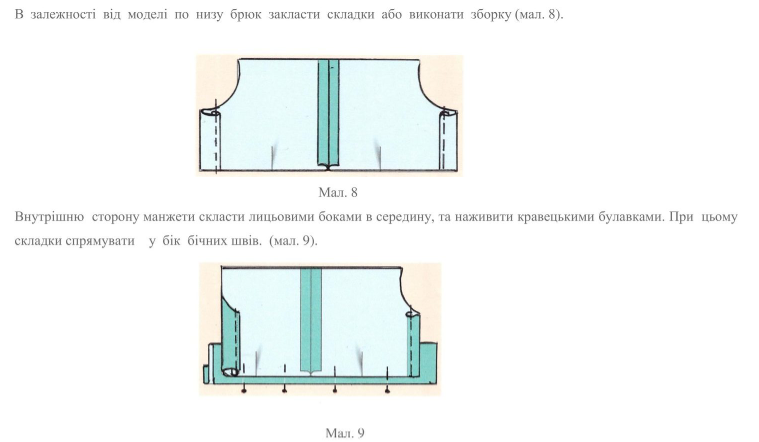 В залежності від моделі по низу брюк закласти складки або виконати зборку (мал. 8).
Мал. 8
Внутрішню сторону манжети скласти лицьовими боками в середину, та наживити кравецькими булавками. При цьому
складки спрямувати у бік бічних швів. (мал. 9).
Мал. 9